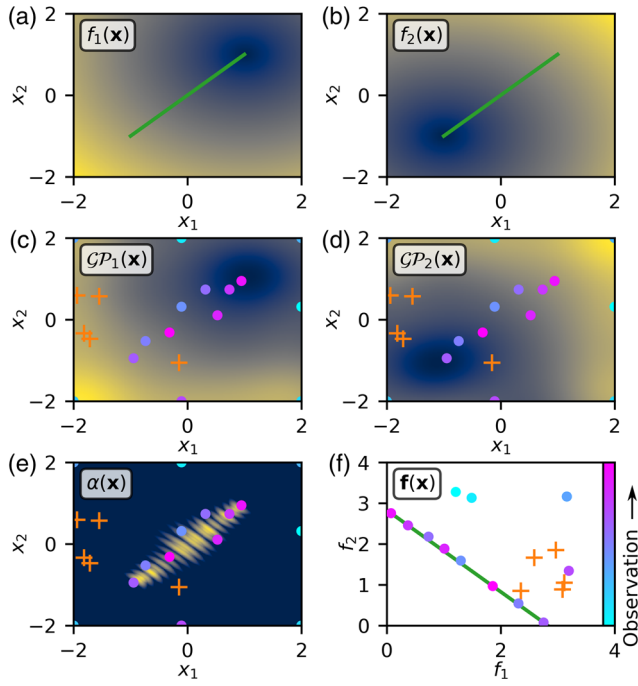 (a)
f₁(𝐱)
2
0
−2
x₂
−2
0
2
x₁
(b)
f₂(𝐱)
2
0
−2
x₂
−2
0
2
x₁
(c)
𝒢𝒫₁(𝐱)
2
0
−2
x₂
−2
0
2
x₁
(d)
𝒢𝒫₂(𝐱)
2
0
−2
x₂
−2
0
2
x₁
(e)
α(𝐱)
2
0
−2
x₂
−2
0
2
x₁
(f)
𝐟(𝐱)
4
3
2
1
0
f₂
0
2
4
f₁
Observation ⟶